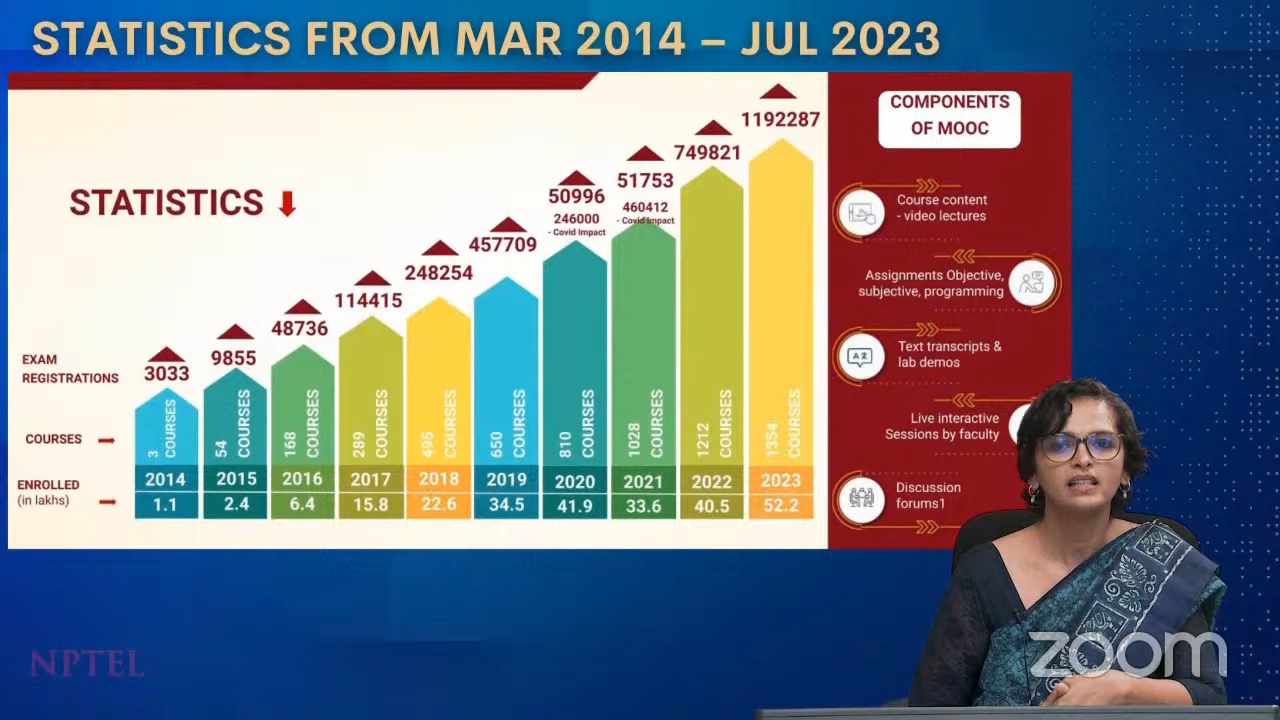 STATISTICS FROM MAR 2014 – JUL 2023
STATISTICS
EXAM
REGISTRATIONS
COURSES
ENROLLED
(in lakhs)
3033
3 COURSES
2014
1.1
9855
54 COURSES
2015
2.4
48736
168 COURSES
2016
6.4
114415
289 COURSES
2017
15.8
248254
495 COURSES
2018
22.6
457709
650 COURSES
2019
34.5
50996
246000
- Covid Impact
810 COURSES
2020
41.9
51753
460412
- Covid Impact
1028 COURSES
2021
33.6
749821
1212 COURSES
2022
40.5
1192287
1354 COURSES
2023
52.2
COMPONENTS
OF MOOC
Course content
- video lectures
Assignments Objective,
subjective, programming
Text transcripts &
lab demos
Live interactive
Sessions by faculty
Discussion
forums1
NPTEL
zoom